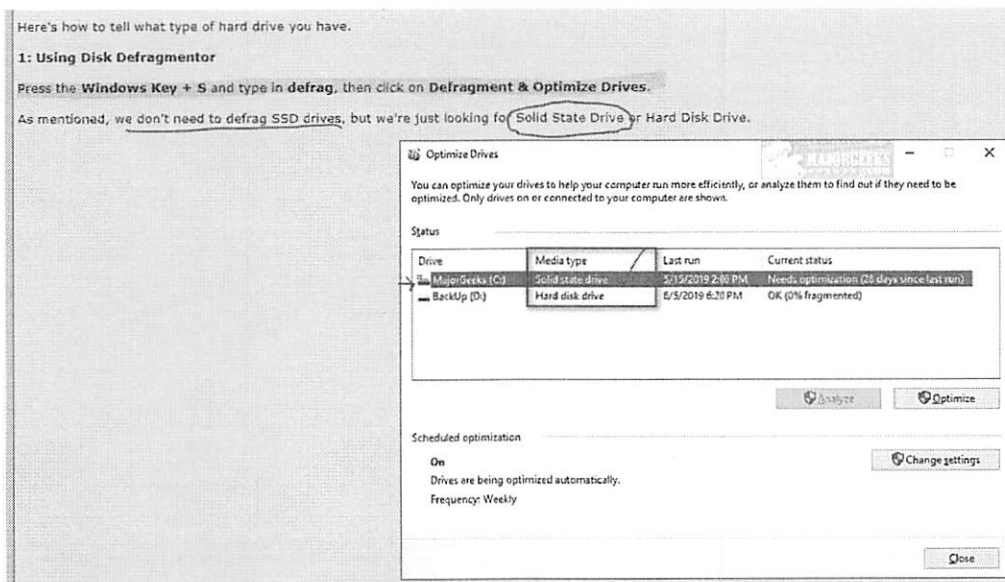 Here's how to tell what type of hard drive you have.
1: Using Disk Defragmentor
Press the Windows Key + S and type in defrag, then click on Defragment & Optimize Drives.
As mentioned, we don't need to defrag SSD drives, but we're just looking for Solid State Drive or Hard Disk Drive.
Optimize Drives
MAJORGEEKS
You can optimize your drives to help your computer run more efficiently, or analyze them to find out if they need to be
optimized. Only drives on or connected to your computer are shown.
Status
Drive Media type Last run Current status
MajorGeeks (C:) Solid state drive 5/15/2019 2:00 PM Needs optimization (28 days since last run)
BackUp (D:) Hard disk drive 6/5/2019 6:20 PM OK (0% fragmented)
Analyze Optimize
Scheduled optimization
On Change settings
Drives are being optimized automatically.
Frequency: Weekly
Close